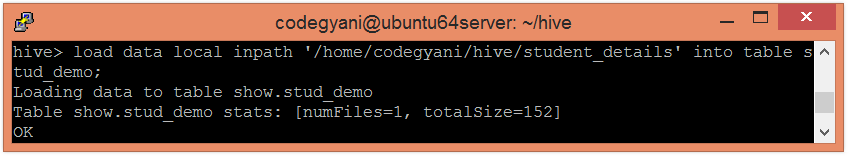 codegyani@ubuntu64server: ~/hive
hive> load data local inpath '/home/codegyani/hive/student_details' into table s
tud_demo;
Loading data to table show.stud_demo
Table show.stud_demo stats: [numFiles=1, totalSize=152]
OK